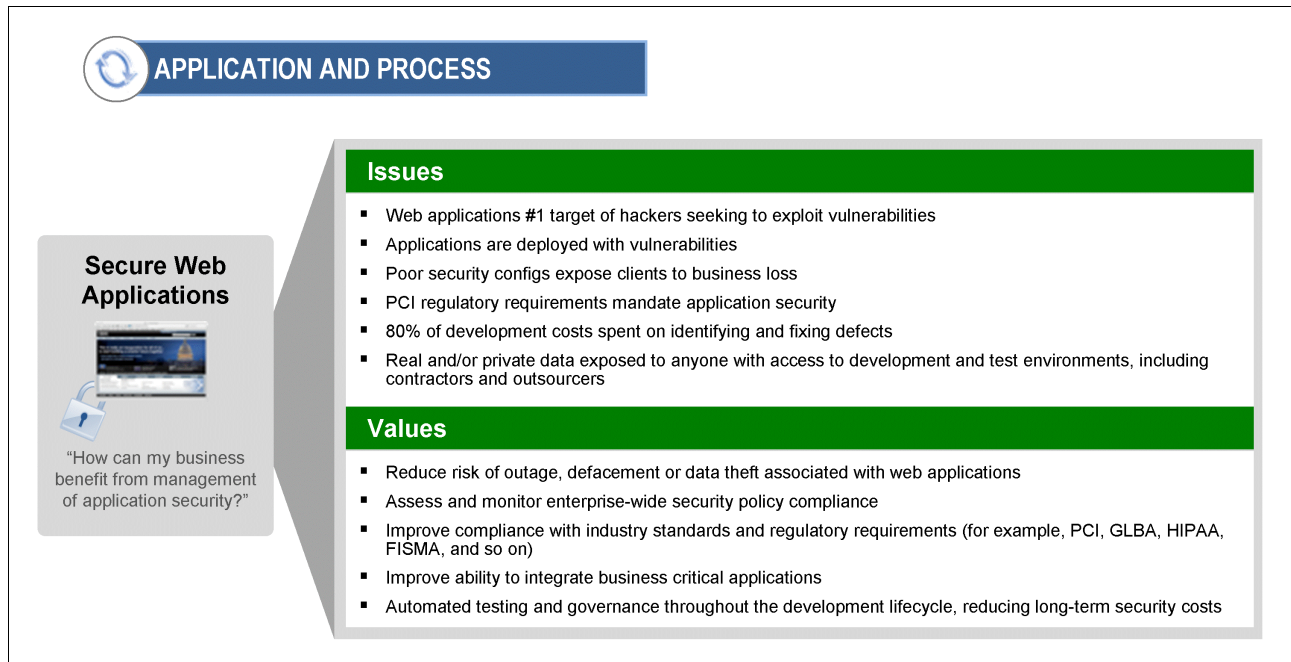 APPLICATION AND PROCESS
Secure Web
Applications
“How can my business
benefit from management
of application security?”
Issues
▪ Web applications #1 target of hackers seeking to exploit vulnerabilities
▪ Applications are deployed with vulnerabilities
▪ Poor security configs expose clients to business loss
▪ PCI regulatory requirements mandate application security
▪ 80% of development costs spent on identifying and fixing defects
▪ Real and/or private data exposed to anyone with access to development and test environments, including
contractors and outsourcers
Values
▪ Reduce risk of outage, defacement or data theft associated with web applications
▪ Assess and monitor enterprise-wide security policy compliance
▪ Improve compliance with industry standards and regulatory requirements (for example, PCI, GLBA, HIPAA,
FISMA, and so on)
▪ Improve ability to integrate business critical applications
▪ Automated testing and governance throughout the development lifecycle, reducing long-term security costs